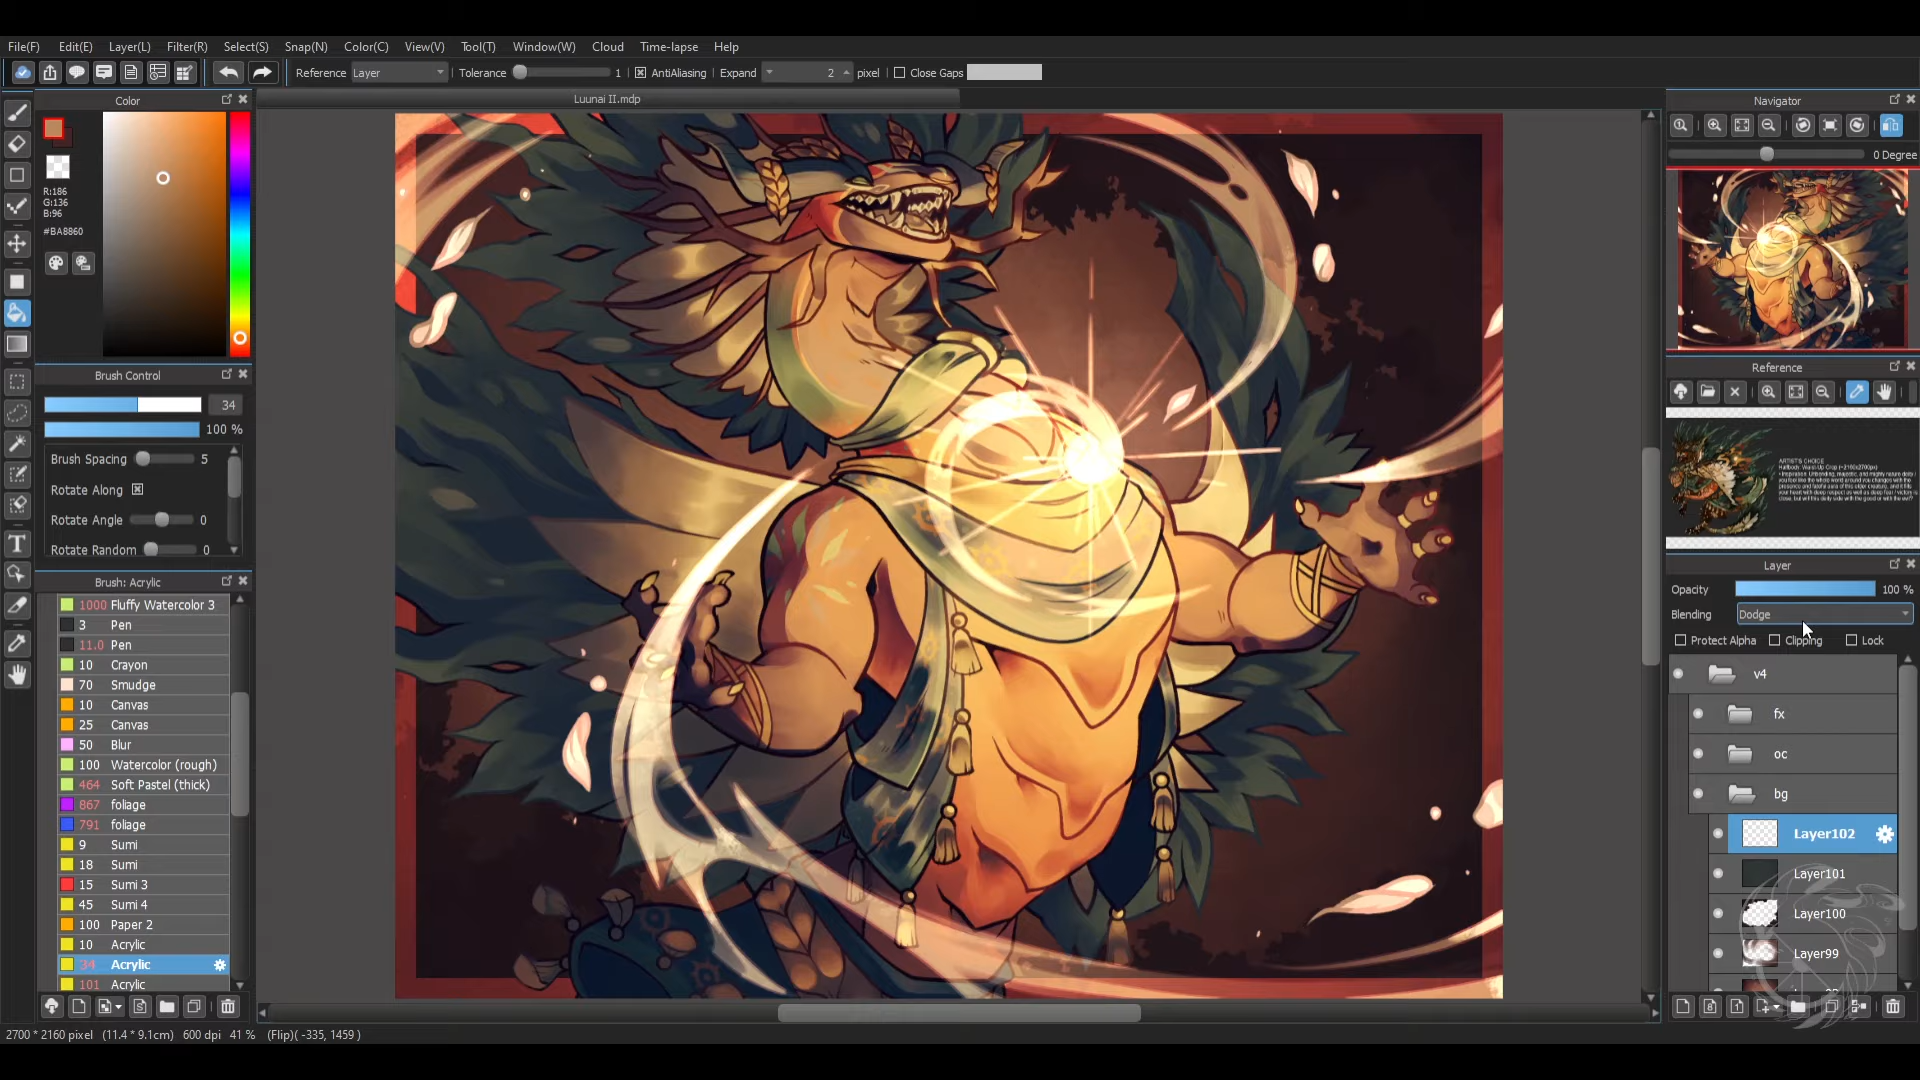 File(F) Edit(E) Layer(L) Filter(R) Select(S) Snap(N) Color(C) View(V) Tool(T) Window(W) Cloud Time-lapse Help
Reference Layer Tolerance 1 AntiAliasing Expand 2 pixel Close Gaps
Color
Luunai II.mdp
Navigator
0 Degree
R:186
G:136
B:96
#BA8860
Brush Control
34
100 %
Brush Spacing 5
Rotate Along
Rotate Angle 0
Rotate Random 0
Brush: Acrylic
1000 Fluffy Watercolor 3
3 Pen
11.0 Pen
10 Crayon
70 Smudge
10 Canvas
25 Canvas
50 Blur
100 Watercolor (rough)
464 Soft Pastel (thick)
867 foliage
791 foliage
9 Sumi
18 Sumi
15 Sumi 3
45 Sumi 4
100 Paper 2
10 Acrylic
34 Acrylic
101 Acrylic
Reference
ARTIST'S CHOICE
Layer
Opacity 100 %
Blending Dodge
Protect Alpha Clipping Lock
v4
fx
oc
bg
Layer102
Layer101
Layer100
Layer99
2700 * 2160 pixel (11.4 * 9.1cm) 600 dpi 41 % (Flip)( -335, 1459 )